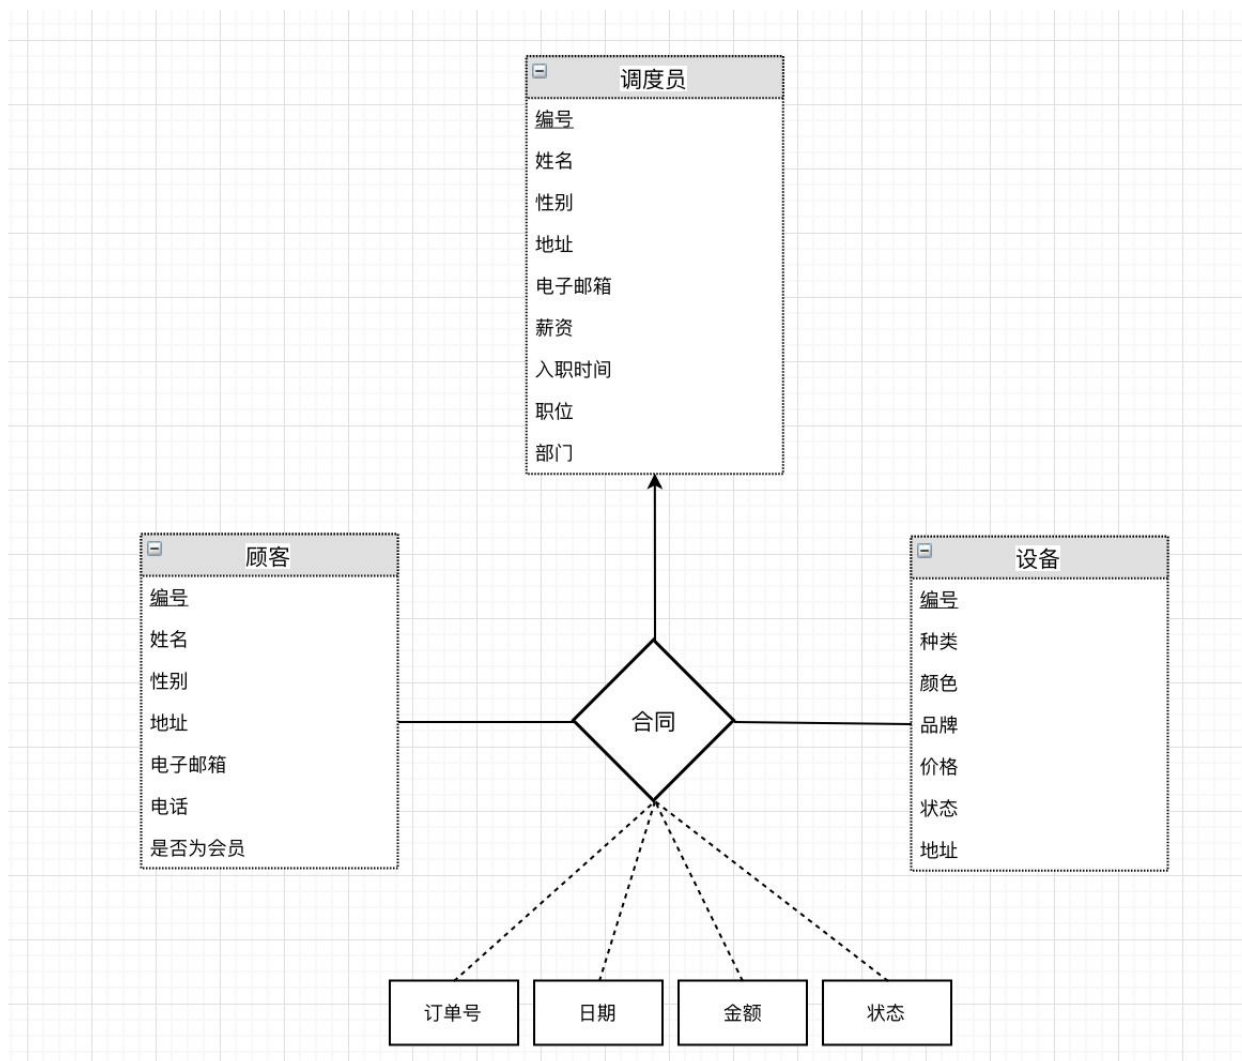 调度员
编号
姓名
性别
地址
电子邮箱
薪资
入职时间
职位
部门
顾客
编号
姓名
性别
地址
电子邮箱
电话
是否为会员
合同
设备
编号
种类
颜色
品牌
价格
状态
地址
订单号
日期
金额
状态